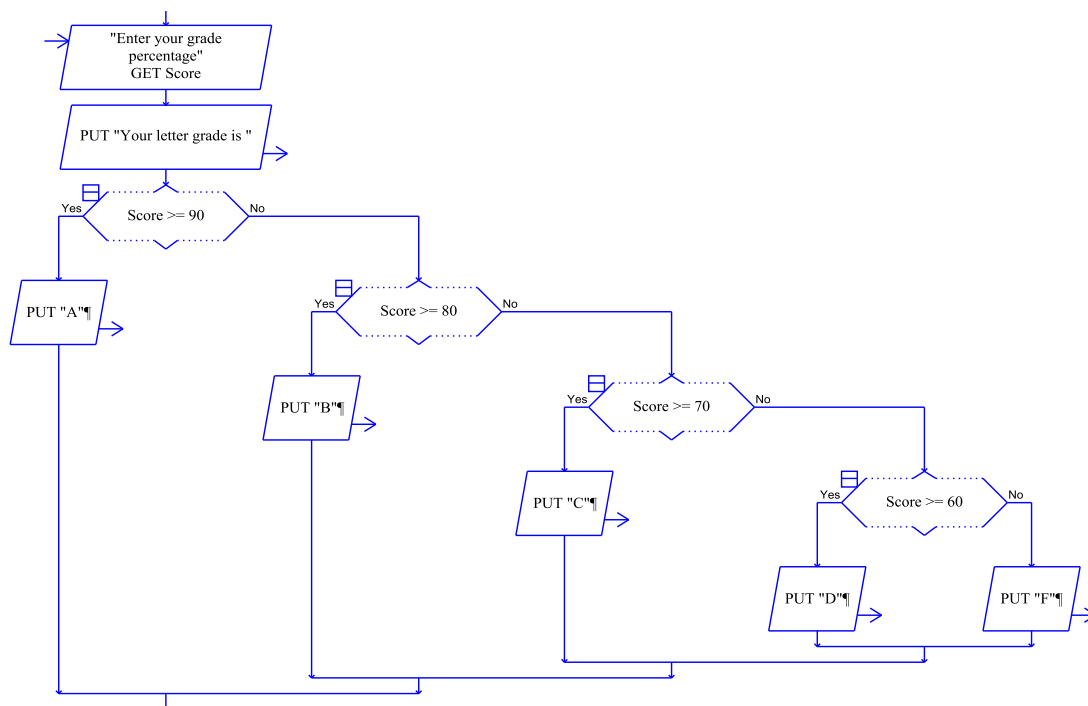 "Enter your grade
percentage"
GET Score
PUT "Your letter grade is "
Yes
Score >= 90
No
PUT "A"¶
Yes
Score >= 80
No
PUT "B"¶
Yes
Score >= 70
No
PUT "C"¶
Yes
Score >= 60
No
PUT "D"¶
PUT "F"¶